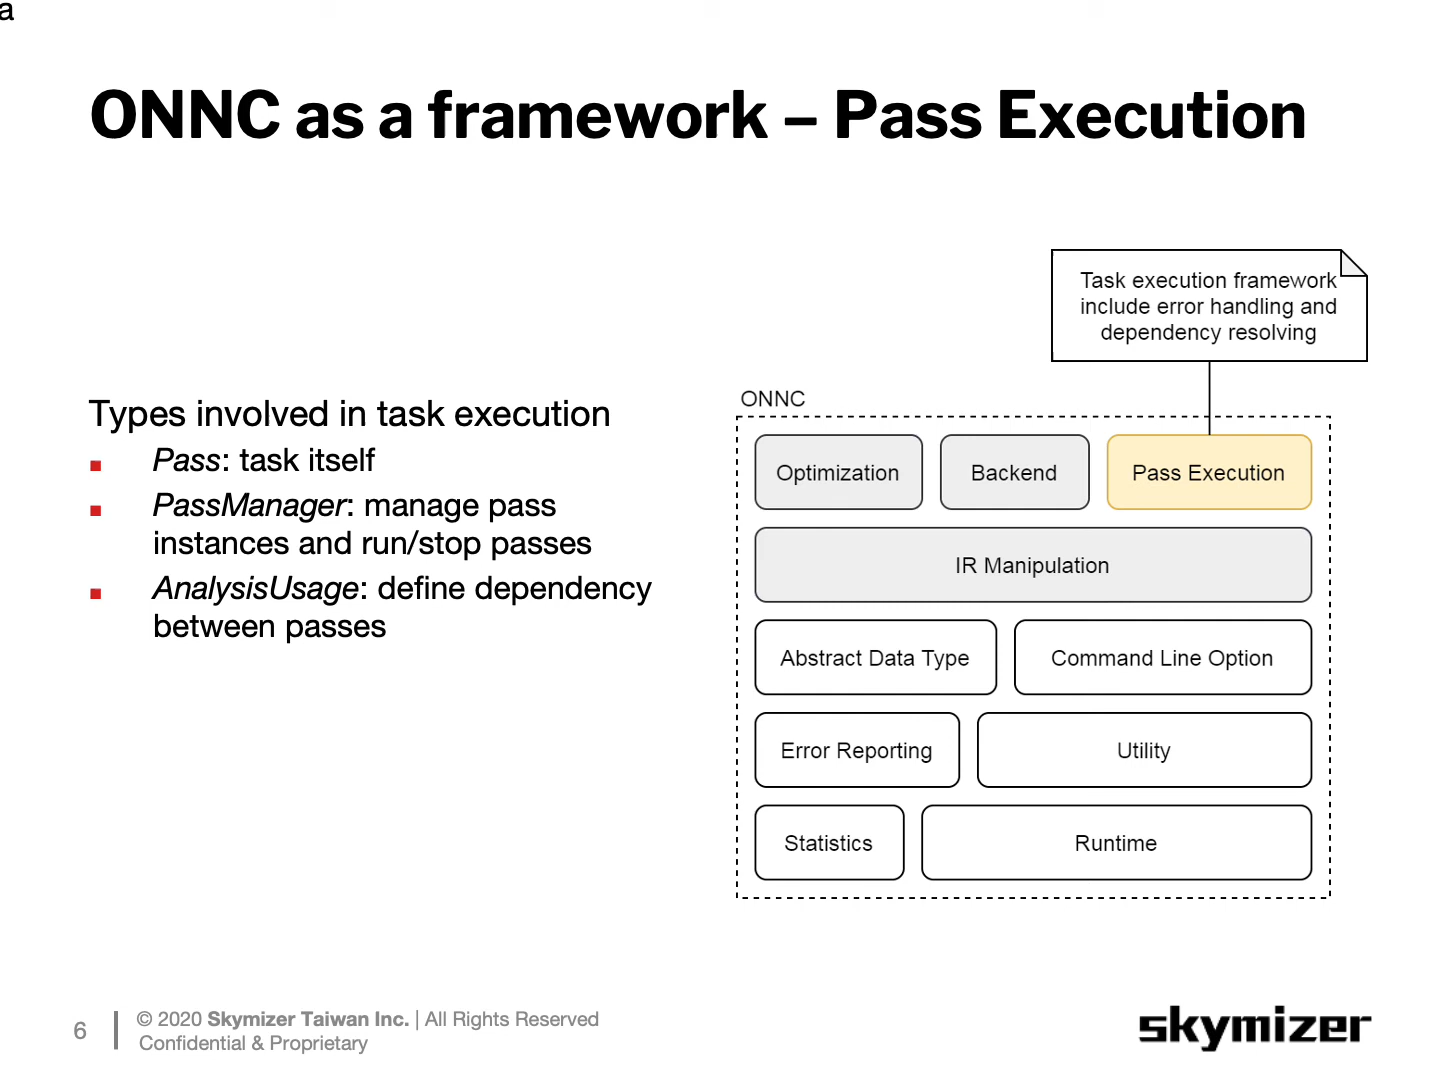 a
ONNC as a framework – Pass Execution
Types involved in task execution
Pass: task itself
PassManager: manage pass
instances and run/stop passes
AnalysisUsage: define dependency
between passes
Task execution framework
include error handling and
dependency resolving
ONNC
Optimization
Backend
Pass Execution
IR Manipulation
Abstract Data Type
Command Line Option
Error Reporting
Utility
Statistics
Runtime
6
© 2020 Skymizer Taiwan Inc. | All Rights Reserved
Confidential & Proprietary
skymizer